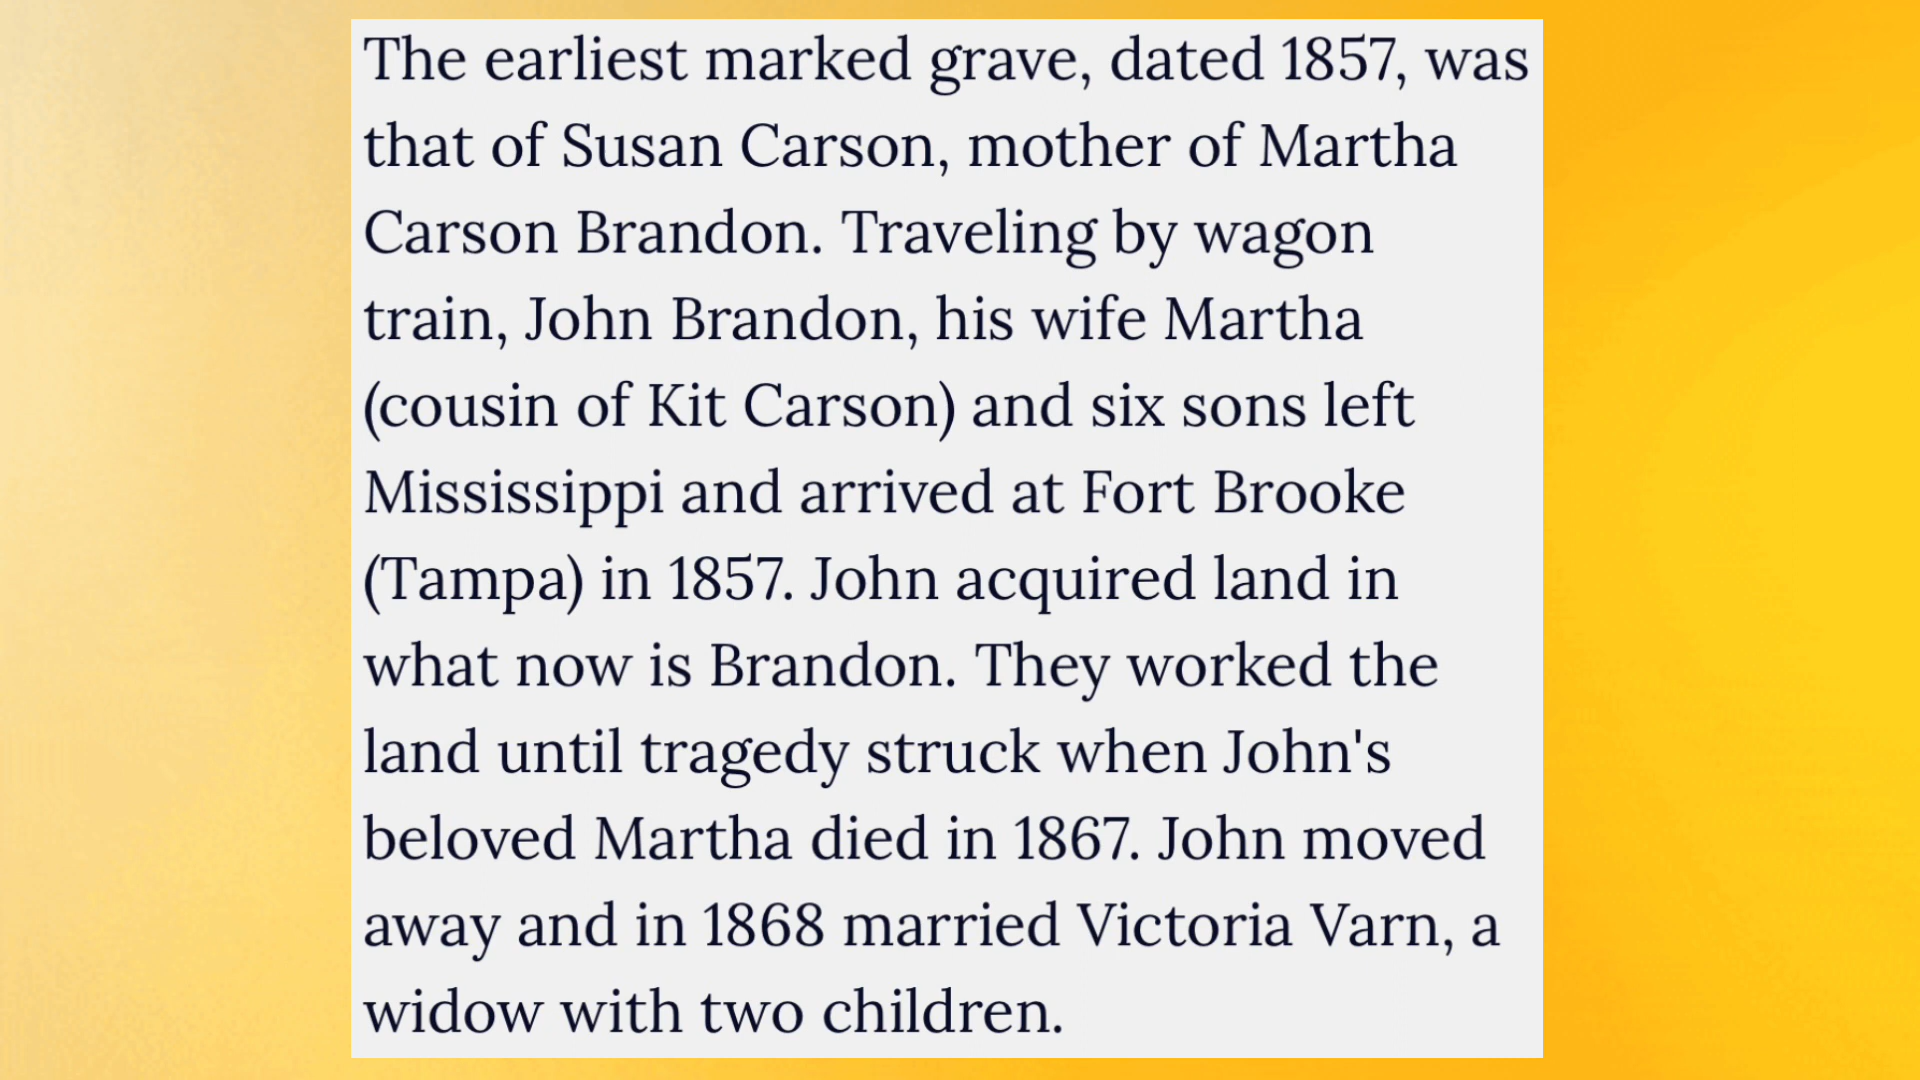 The earliest marked grave, dated 1857, was
that of Susan Carson, mother of Martha
Carson Brandon. Traveling by wagon
train, John Brandon, his wife Martha
(cousin of Kit Carson) and six sons left
Mississippi and arrived at Fort Brooke
(Tampa) in 1857. John acquired land in
what now is Brandon. They worked the
land until tragedy struck when John's
beloved Martha died in 1867. John moved
away and in 1868 married Victoria Varn, a
widow with two children.